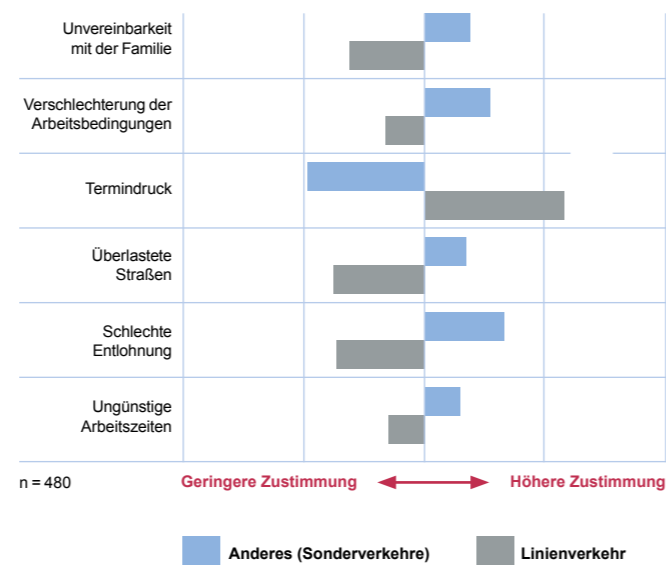 Unvereinbarkeit
mit der Familie
Verschlechterung der
Arbeitsbedingungen
Termindruck
Überlastete
Straßen
Schlechte
Entlohnung
Ungünstige
Arbeitszeiten
n = 480
Geringere Zustimmung
Höhere Zustimmung
Anderes (Sonderverkehre)
Linienverkehr